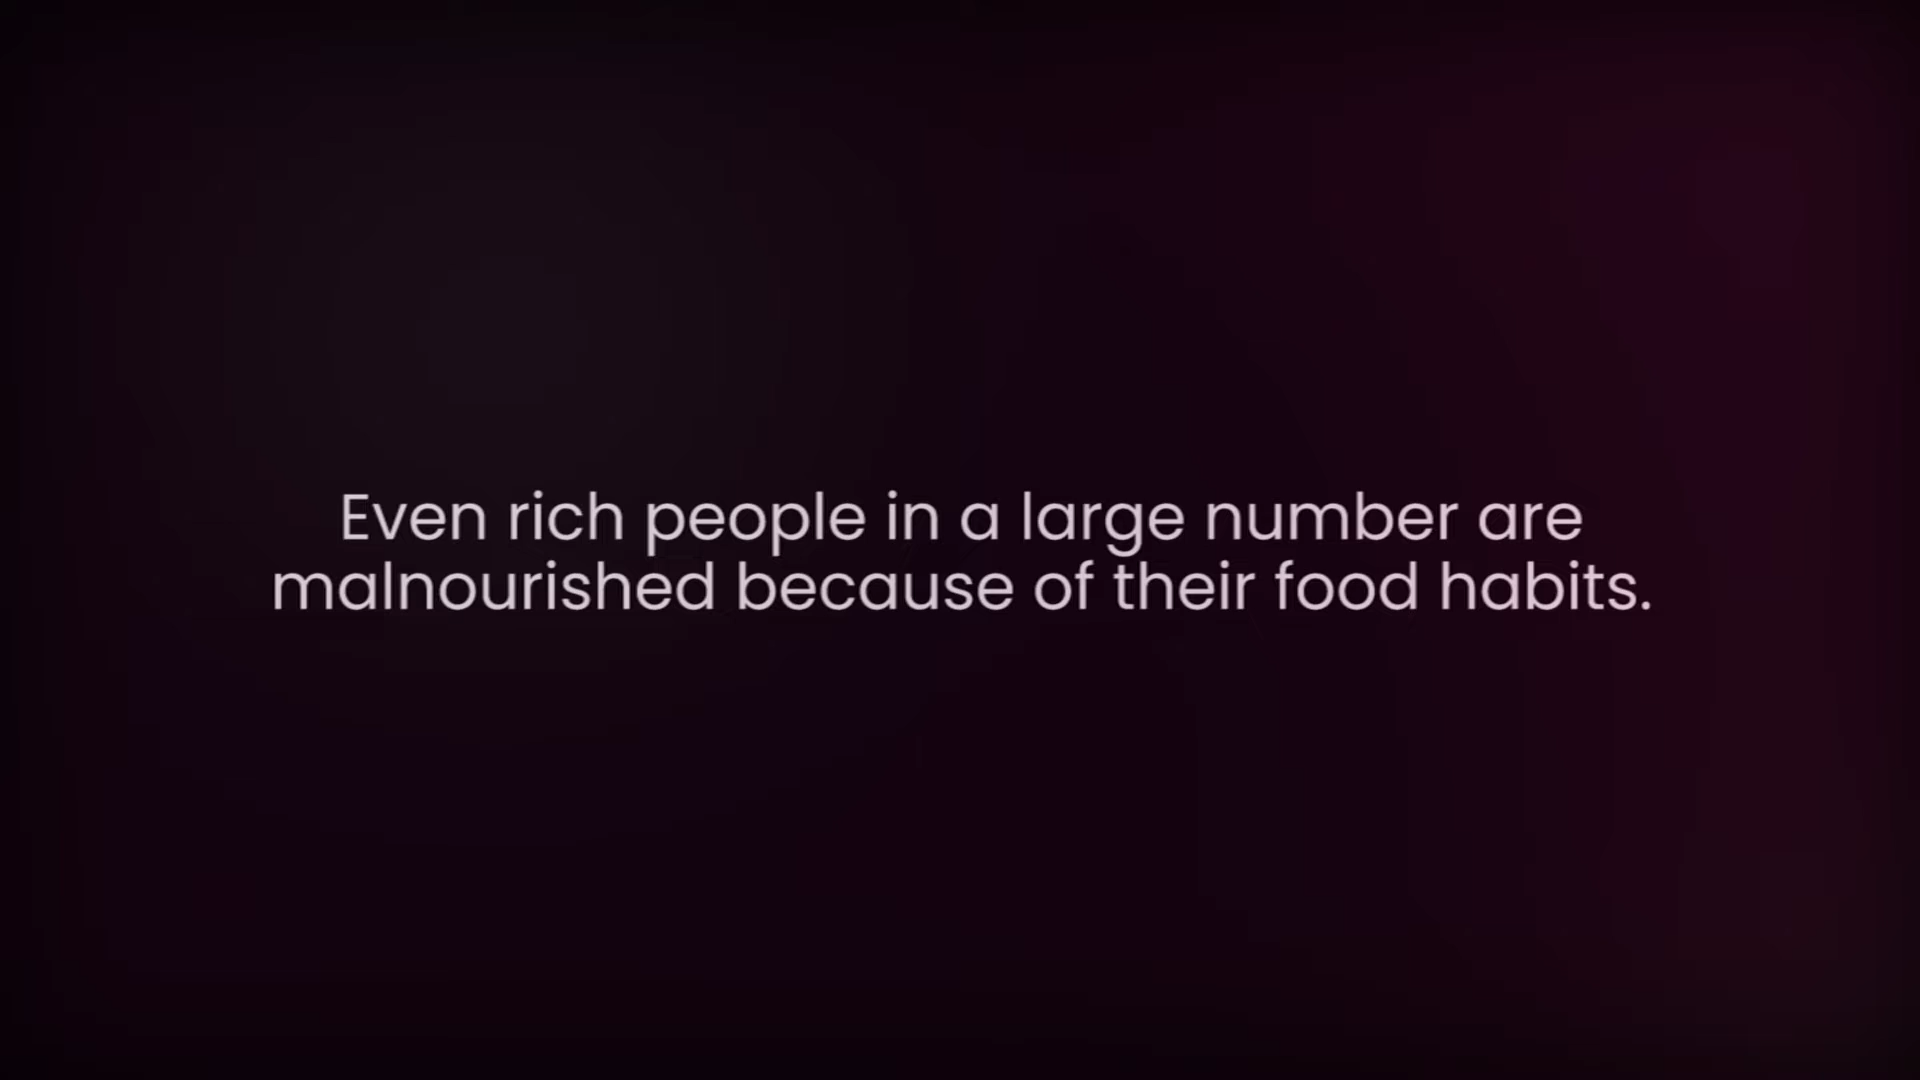 Even rich people in a large number are
malnourished because of their food habits.